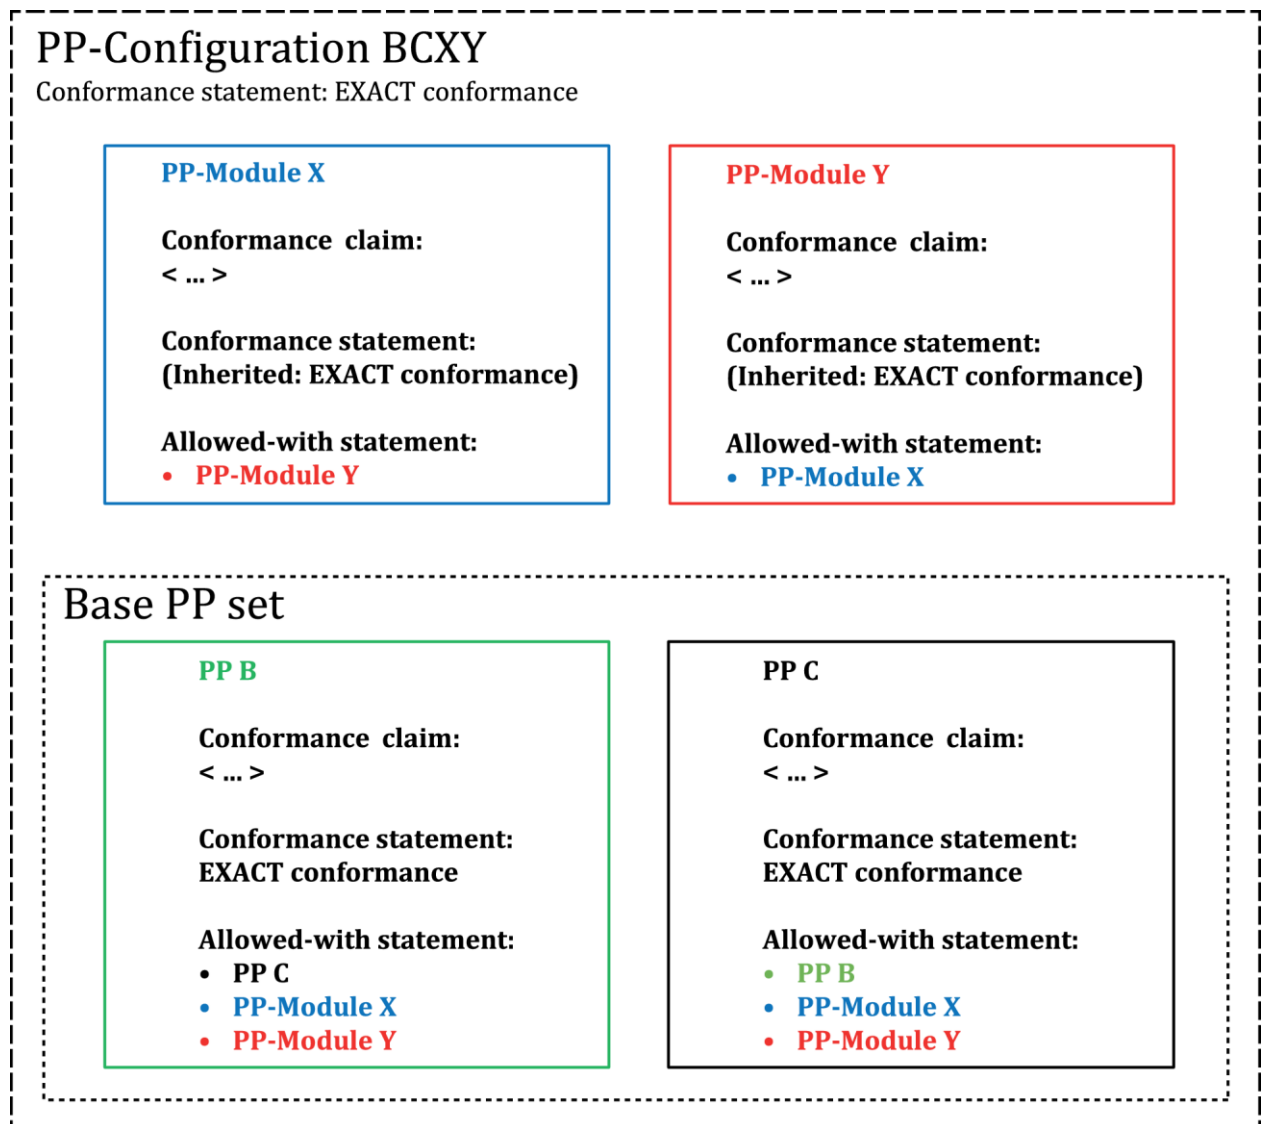 PP-Configuration BCXY
Conformance statement: EXACT conformance
PP-Module X
Conformance claim:
< ... >
Conformance statement:
(Inherited: EXACT conformance)
Allowed-with statement:
• PP-Module Y
PP-Module Y
Conformance claim:
< ... >
Conformance statement:
(Inherited: EXACT conformance)
Allowed-with statement:
• PP-Module X
Base PP set
PP B
Conformance claim:
< ... >
Conformance statement:
EXACT conformance
Allowed-with statement:
• PP C
• PP-Module X
• PP-Module Y
PP C
Conformance claim:
< ... >
Conformance statement:
EXACT conformance
Allowed-with statement:
• PP B
• PP-Module X
• PP-Module Y